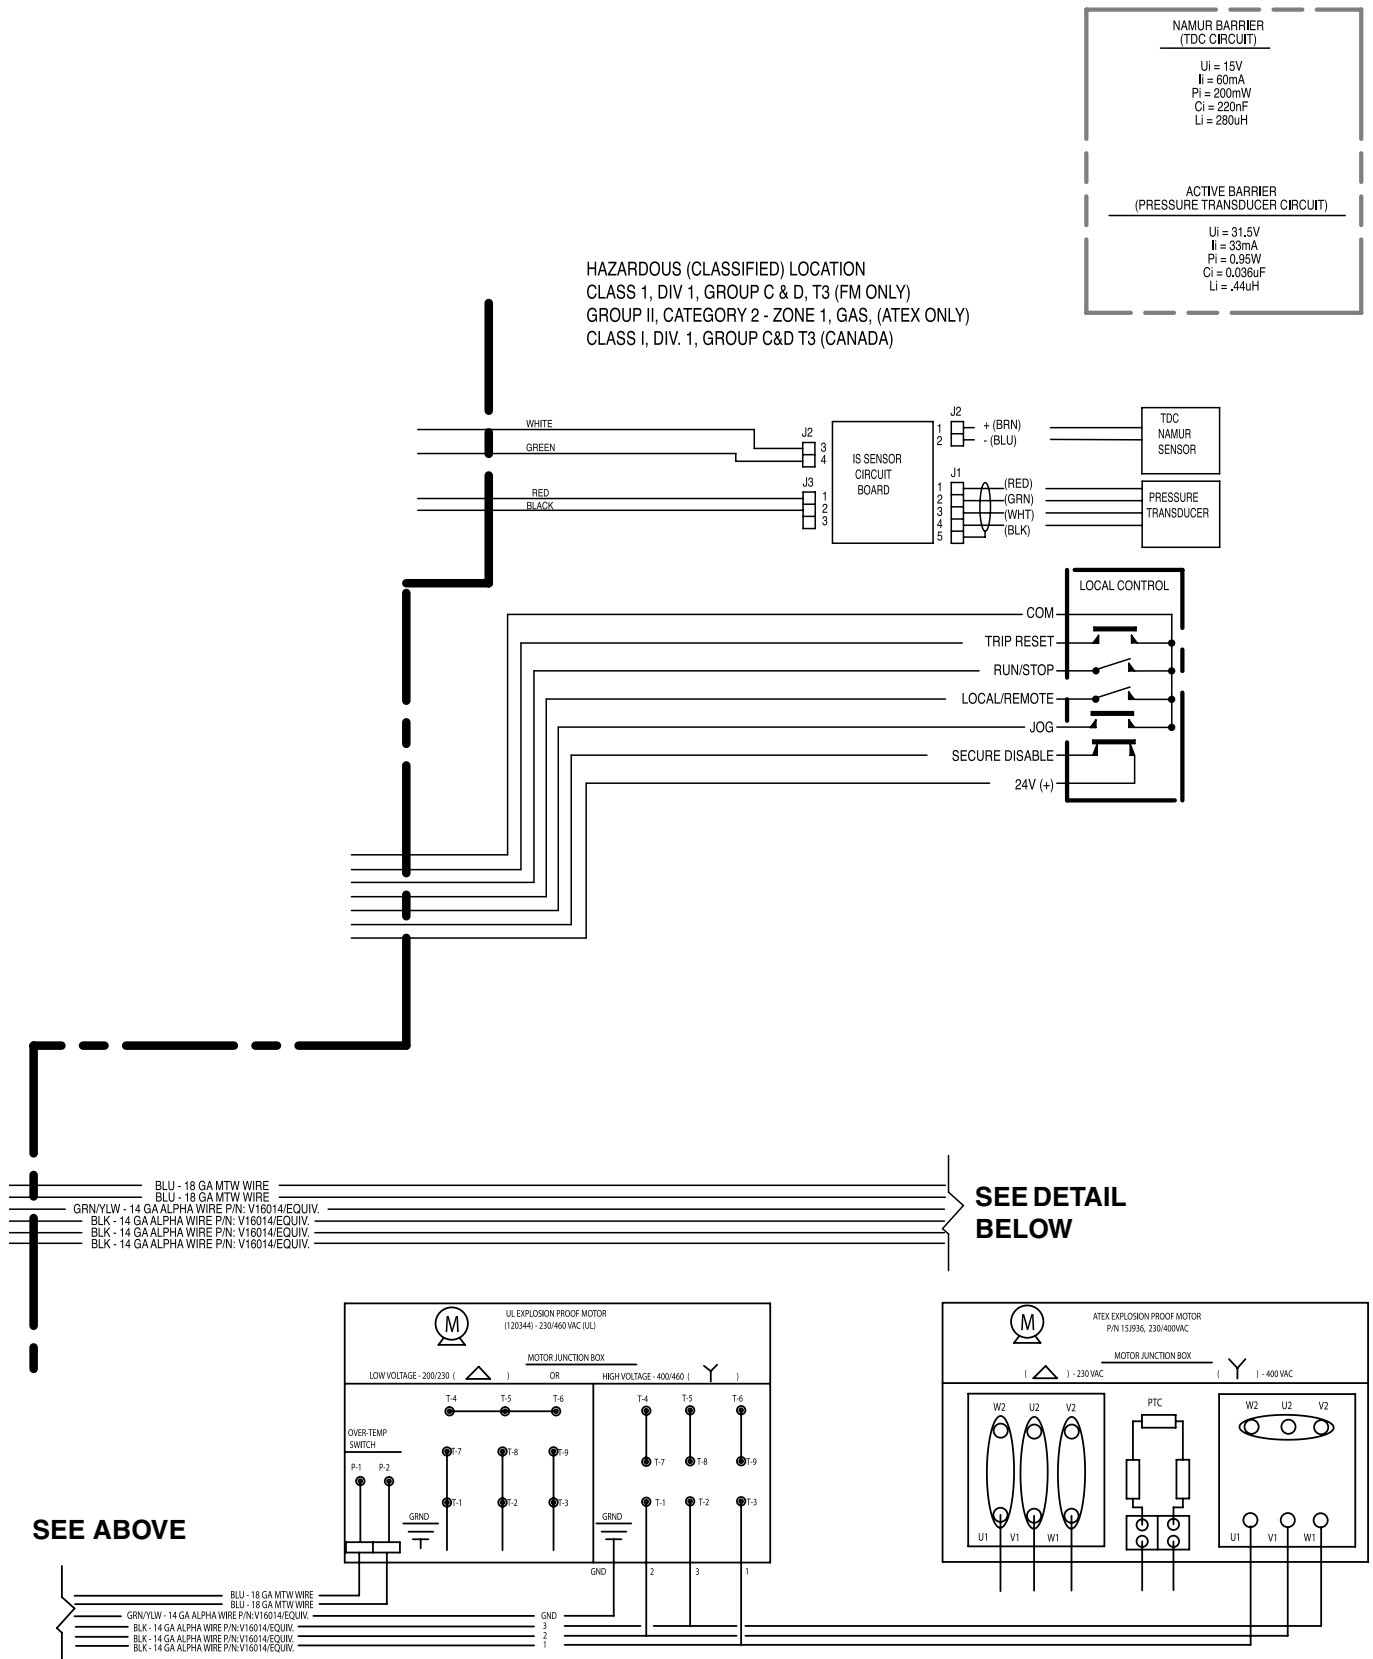 NAMUR BARRIER
(TDC CIRCUIT)
Ui = 15V
Ii = 60mA
Pi = 200mW
Ci = 220nF
Li = 280uH
ACTIVE BARRIER
(PRESSURE TRANSDUCER CIRCUIT)
Ui = 31.5V
Ii = 33mA
Pi = 0.95W
Ci = 0.036uF
Li = .44uH
HAZARDOUS (CLASSIFIED) LOCATION
CLASS 1, DIV 1, GROUP C & D, T3 (FM ONLY)
GROUP II, CATEGORY 2 - ZONE 1, GAS, (ATEX ONLY)
CLASS I, DIV. 1, GROUP C&D T3 (CANADA)
WHITE
GREEN
RED
BLACK
J2
3
4
J3
1
2
3
IS SENSOR
CIRCUIT
BOARD
J2
1
2
+ (BRN)
- (BLU)
J1
1
2
3
4
5
(RED)
(GRN)
(WHT)
(BLK)
TDC
NAMUR
SENSOR
PRESSURE
TRANSDUCER
LOCAL CONTROL
COM
TRIP RESET
RUN/STOP
LOCAL/REMOTE
JOG
SECURE DISABLE
24V (+)
BLU - 18 GA MTW WIRE
BLU - 18 GA MTW WIRE
GRN/YLW - 14 GA ALPHA WIRE P/N: V16014/EQUIV.
BLK - 14 GA ALPHA WIRE P/N: V16014/EQUIV.
BLK - 14 GA ALPHA WIRE P/N: V16014/EQUIV.
BLK - 14 GA ALPHA WIRE P/N: V16014/EQUIV.
SEE DETAIL
BELOW
M
UL EXPLOSION PROOF MOTOR
(120344) - 230/460 VAC (UL)
MOTOR JUNCTION BOX
LOW VOLTAGE - 200/230 ( )
OR
HIGH VOLTAGE - 400/460 ( )
T-4 T-5 T-6
T-7 T-8 T-9
T-1 T-2 T-3
OVER-TEMP
SWITCH
P-1 P-2
GRND
T-4 T-5 T-6
T-7 T-8 T-9
T-1 T-2 T-3
GRND
GND 2 3 1
M
ATEX EXPLOSION PROOF MOTOR
P/N 15J936, 230/400VAC
MOTOR JUNCTION BOX
( ) - 230 VAC
( ) - 400 VAC
W2 U2 V2
U1 V1 W1
PTC
W2 U2 V2
U1 V1 W1
SEE ABOVE
BLU - 18 GA MTW WIRE
BLU - 18 GA MTW WIRE
GRN/YLW - 14 GA ALPHA WIRE P/N: V16014/EQUIV. GND
BLK - 14 GA ALPHA WIRE P/N: V16014/EQUIV. 3
BLK - 14 GA ALPHA WIRE P/N: V16014/EQUIV. 2
BLK - 14 GA ALPHA WIRE P/N: V16014/EQUIV. 1